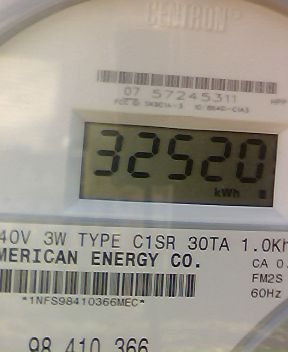 CENTRON®
07 57245311
32520
kWh
40V 3W TYPE C1SR 30TA 1.0Kh
MERICAN ENERGY CO. CA 0.
FM2S
60Hz
*1NFS98410366MEC*
98 410 366